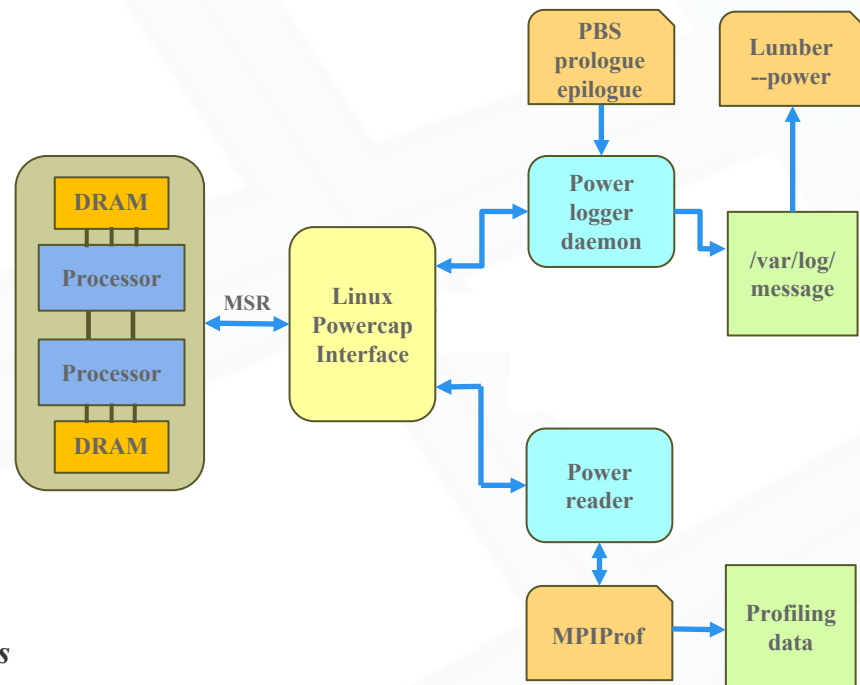 PBS
prologue
epilogue
Lumber
--power
DRAM
Processor
Processor
DRAM
MSR
Linux
Powercap
Interface
Power
logger
daemon
/var/log/
message
Power
reader
MPIProf
Profiling
data
s